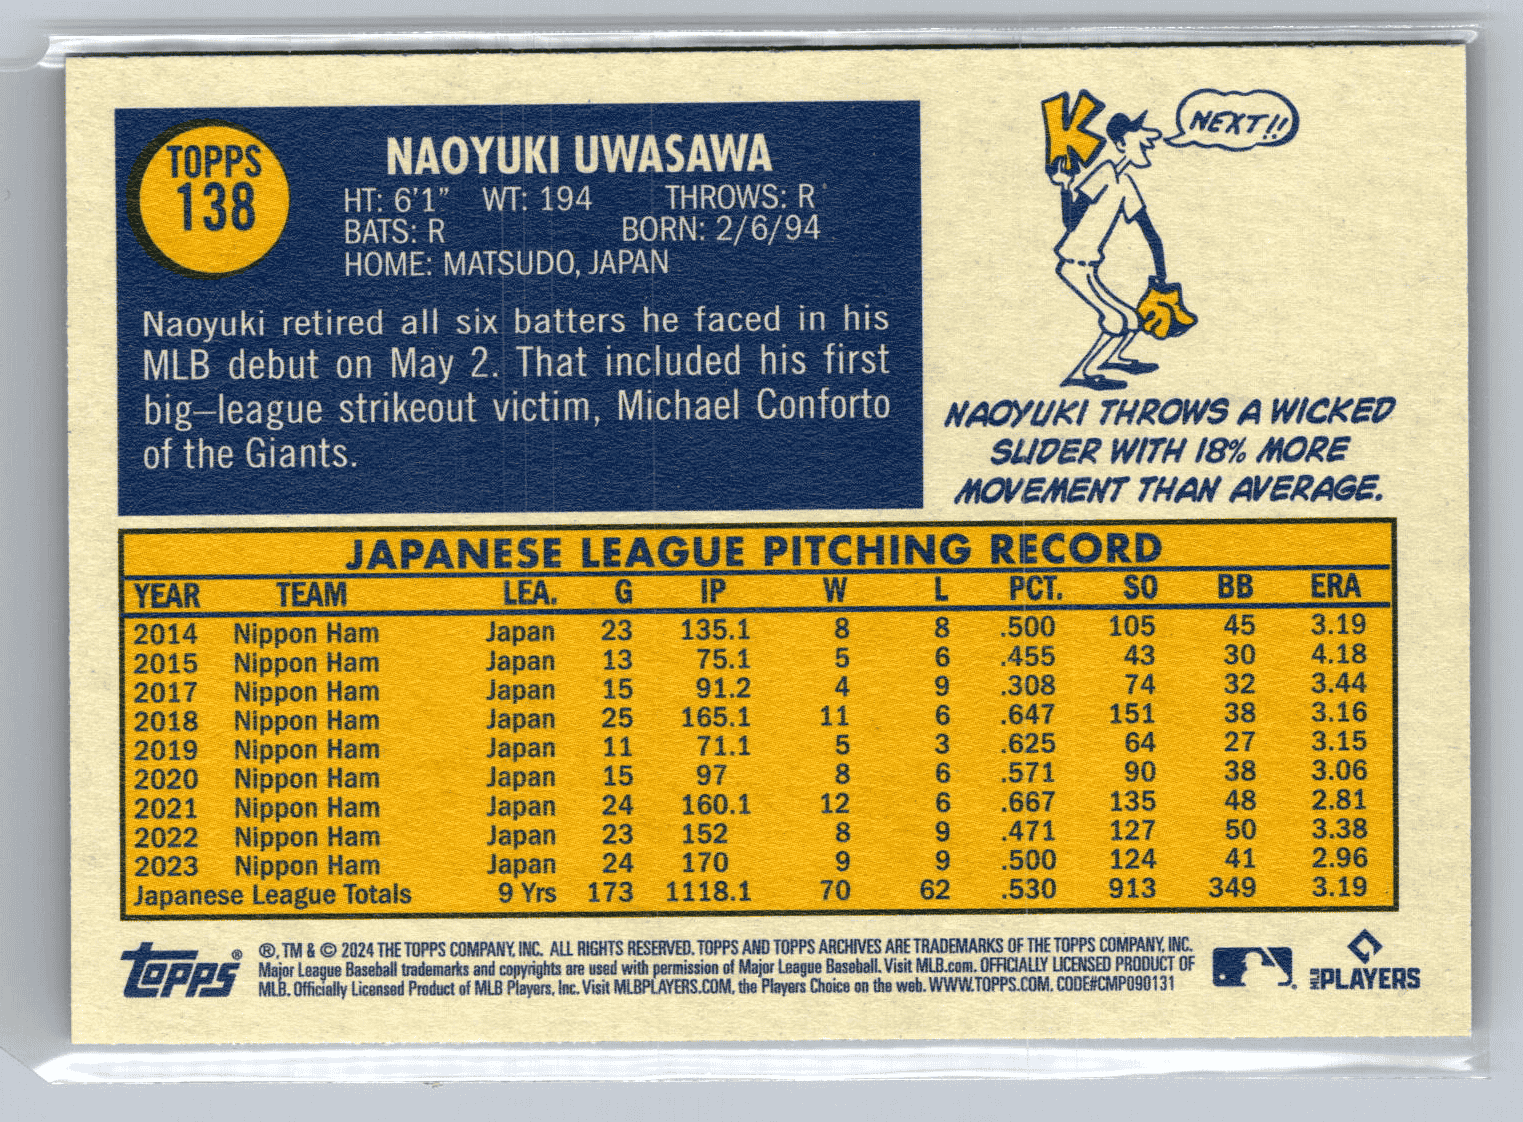 TOPPS
138
NAOYUKI UWASAWA
HT: 6'1" WT: 194 THROWS: R
BATS: R BORN: 2/6/94
HOME: MATSUDO, JAPAN
Naoyuki retired all six batters he faced in his
MLB debut on May 2. That included his first
big–league strikeout victim, Michael Conforto
of the Giants.
K
NEXT!!
NAOYUKI THROWS A WICKED
SLIDER WITH 18% MORE
MOVEMENT THAN AVERAGE.
JAPANESE LEAGUE PITCHING RECORD
YEAR TEAM LEA. G IP W L PCT. SO BB ERA
2014 Nippon Ham Japan 23 135.1 8 8 .500 105 45 3.19
2015 Nippon Ham Japan 13 75.1 5 6 .455 43 30 4.18
2017 Nippon Ham Japan 15 91.2 4 9 .308 74 32 3.44
2018 Nippon Ham Japan 25 165.1 11 6 .647 151 38 3.16
2019 Nippon Ham Japan 11 71.1 5 3 .625 64 27 3.15
2020 Nippon Ham Japan 15 97 8 6 .571 90 38 3.06
2021 Nippon Ham Japan 24 160.1 12 6 .667 135 48 2.81
2022 Nippon Ham Japan 23 152 8 9 .471 127 50 3.38
2023 Nippon Ham Japan 24 170 9 9 .500 124 41 2.96
Japanese League Totals 9 Yrs 173 1118.1 70 62 .530 913 349 3.19
topps®
®, TM & © 2024 THE TOPPS COMPANY, INC. ALL RIGHTS RESERVED. TOPPS AND TOPPS ARCHIVES ARE TRADEMARKS OF THE TOPPS COMPANY, INC.
Major League Baseball trademarks and copyrights are used with permission of Major League Baseball. Visit MLB.com. OFFICIALLY LICENSED PRODUCT OF
MLB. Officially Licensed Product of MLB Players, Inc. Visit MLBPLAYERS.COM, the Players Choice on the web. WWW.TOPPS.COM. CODE#CMP090131
MLB PLAYERS